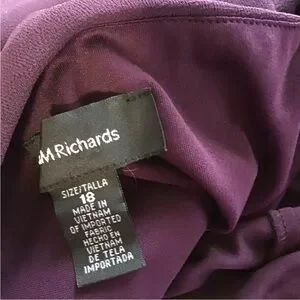 M Richards
SIZE/TALLA
18
MADE IN
VIETNAM
OF IMPORTED
FABRIC
HECHO EN
VIETNAM
DE TELA
IMPORTADA